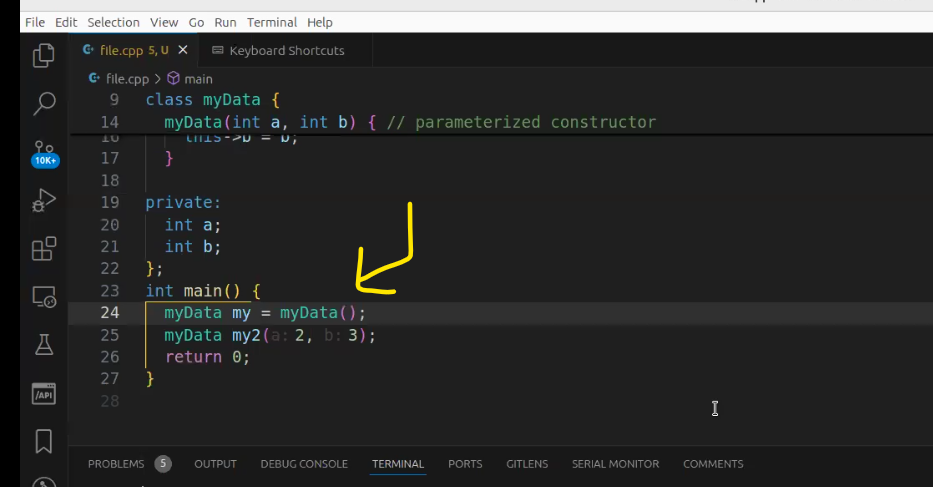 File Edit Selection View Go Run Terminal Help
file.cpp 5, U ✕ Keyboard Shortcuts
file.cpp > main
9 class myData {
14 myData(int a, int b) { // parameterized constructor
16 this->b = b;
17 }
18
19 private:
20 int a;
21 int b;
22 };
23 int main() {
24 myData my = myData();
25 myData my2(a: 2, b: 3);
26 return 0;
27 }
28
10K+
/API
PROBLEMS 5 OUTPUT DEBUG CONSOLE TERMINAL PORTS GITLENS SERIAL MONITOR COMMENTS